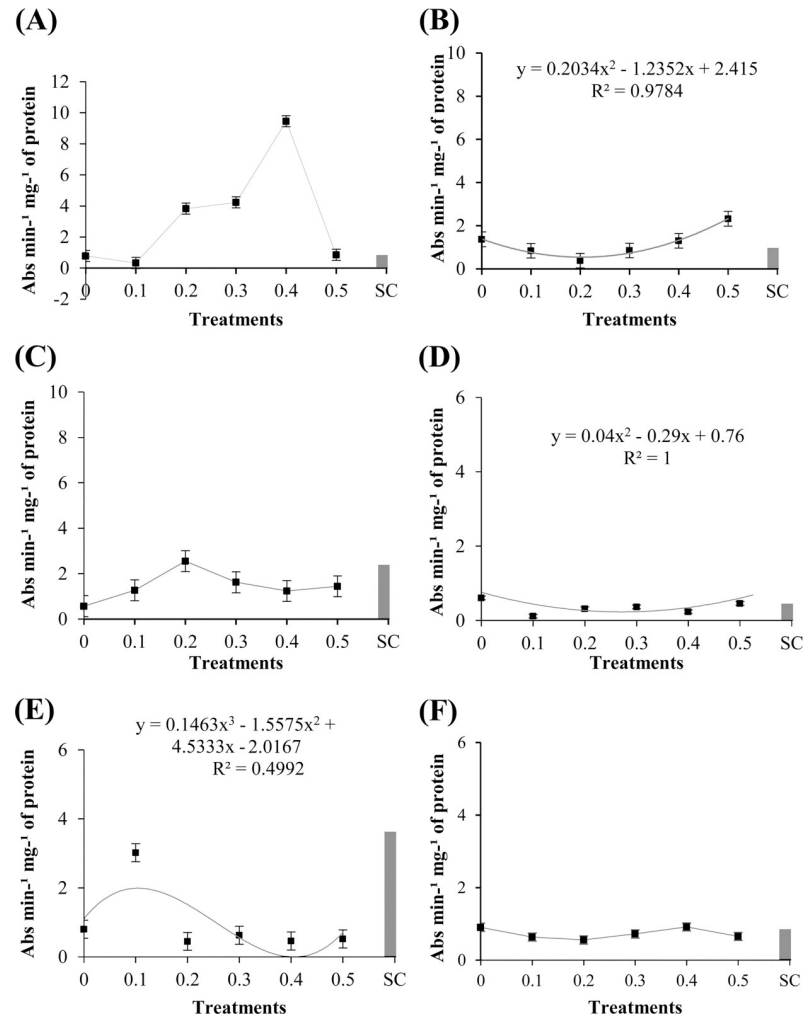 (A)
Abs min-¹ mg-¹ of protein
12
10
8
6
4
2
0
-2
0 0.1 0.2 0.3 0.4 0.5 SC
Treatments
(B)
Abs min-¹ mg-¹ of protein
10
8
6
4
2
0
y = 0.2034x² - 1.2352x + 2.415
R² = 0.9784
0 0.1 0.2 0.3 0.4 0.5 SC
Treatments
(C)
Abs min-¹ mg-¹ of protein
10
8
6
4
2
0
0 0.1 0.2 0.3 0.4 0.5 SC
Treatments
(D)
Abs min-¹ mg-¹ of protein
6
4
2
0
y = 0.04x² - 0.29x + 0.76
R² = 1
0 0.1 0.2 0.3 0.4 0.5 SC
Treatments
(E)
Abs min-¹ mg-¹ of protein
y = 0.1463x³ - 1.5575x² +
4.5333x - 2.0167
R² = 0.4992
6
4
2
0
0 0.1 0.2 0.3 0.4 0.5 SC
Treatments
(F)
Abs min-¹ mg-¹ of protein
6
4
2
0
0 0.1 0.2 0.3 0.4 0.5 SC
Treatments